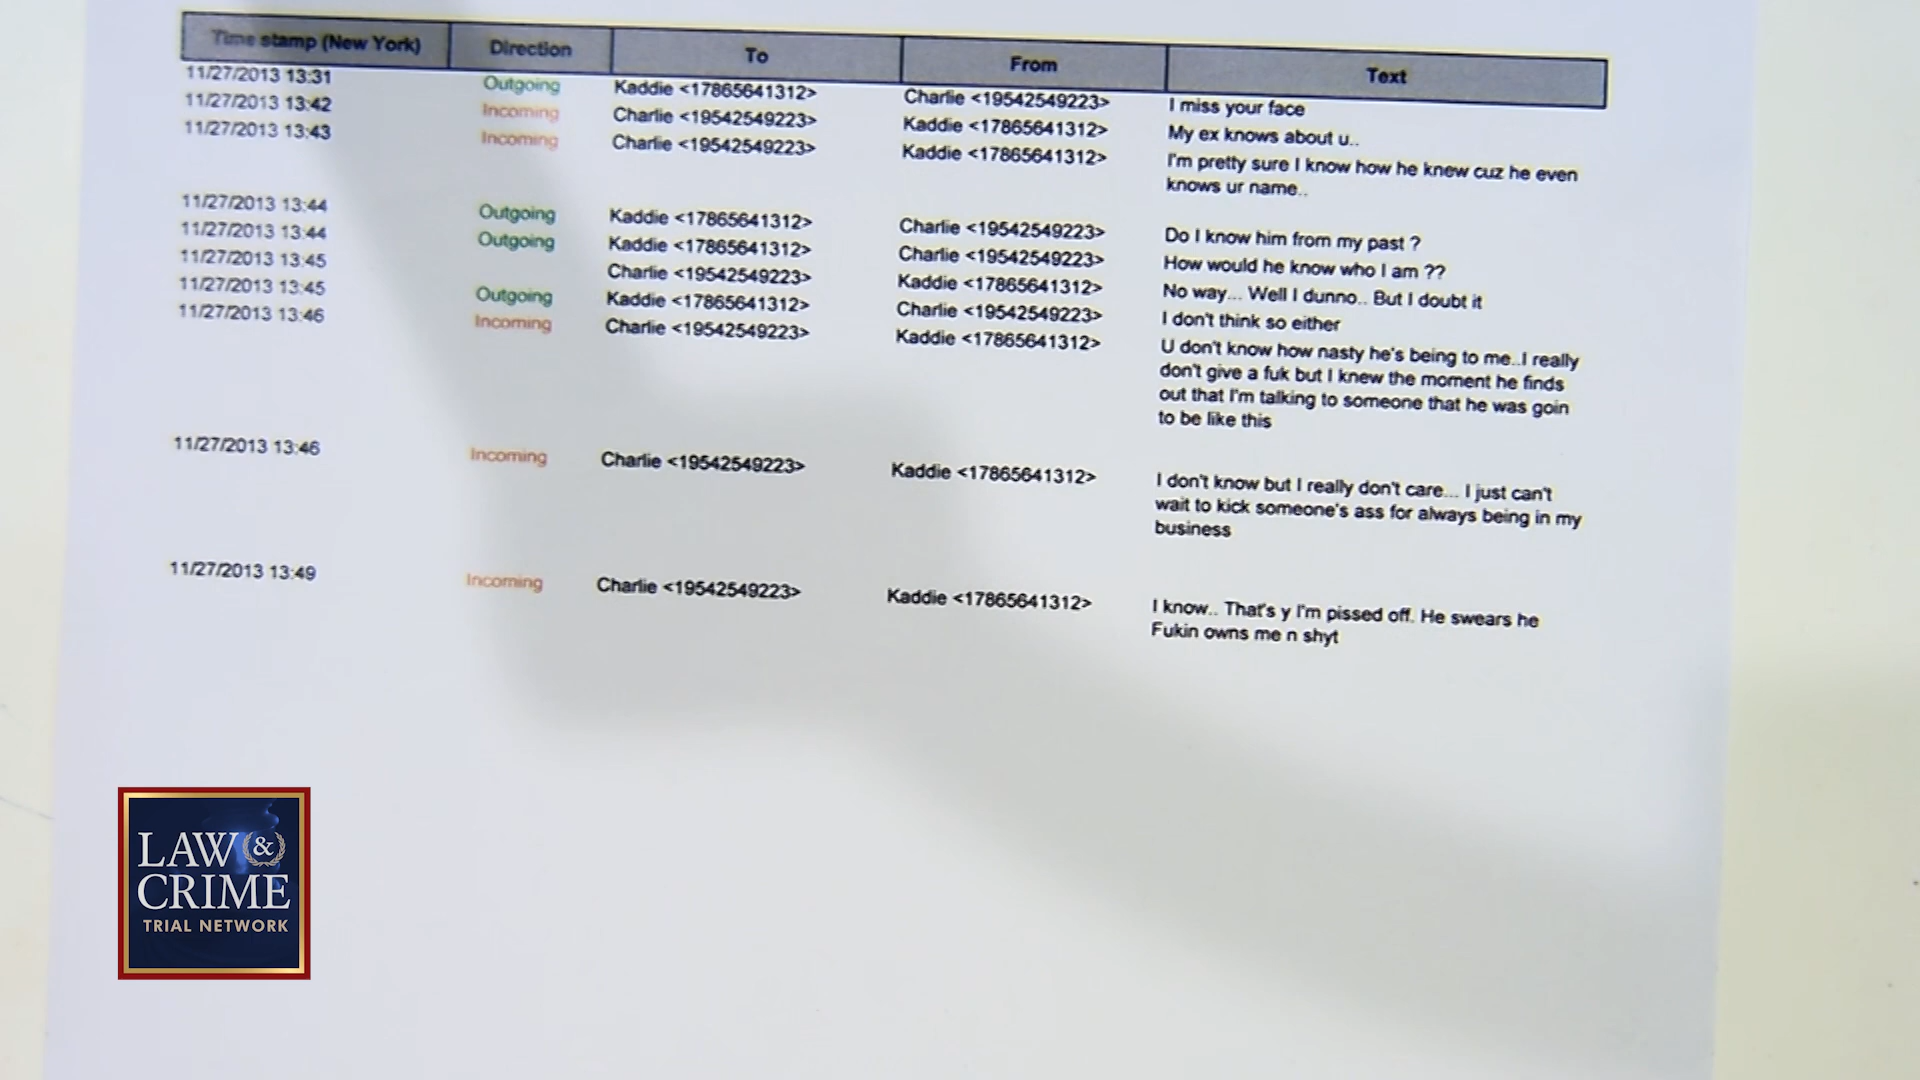 Time stamp (New York) Direction To From Text
11/27/2013 13:31 Outgoing Kaddie <17865641312> Charlie <19542549223> I miss your face
11/27/2013 13:42 Incoming Charlie <19542549223> Kaddie <17865641312> My ex knows about u..
11/27/2013 13:43 Incoming Charlie <19542549223> Kaddie <17865641312> I'm pretty sure I know how he knew cuz he even
knows ur name..
11/27/2013 13:44 Outgoing Kaddie <17865641312> Charlie <19542549223> Do I know him from my past ?
11/27/2013 13:44 Outgoing Kaddie <17865641312> Charlie <19542549223> How would he know who I am ??
11/27/2013 13:45 Charlie <19542549223> Kaddie <17865641312> No way... Well I dunno.. But I doubt it
11/27/2013 13:45 Outgoing Kaddie <17865641312> Charlie <19542549223> I don't think so either
11/27/2013 13:46 Incoming Charlie <19542549223> Kaddie <17865641312> U don't know how nasty he's being to me..I really
don't give a fuk but I knew the moment he finds
out that I'm talking to someone that he was goin
to be like this
11/27/2013 13:46 Incoming Charlie <19542549223> Kaddie <17865641312> I don't know but I really don't care... I just can't
wait to kick someone's ass for always being in my
business
11/27/2013 13:49 Incoming Charlie <19542549223> Kaddie <17865641312> I know.. That's y I'm pissed off. He swears he
Fukin owns me n shyt
LAW &
CRIME
TRIAL NETWORK